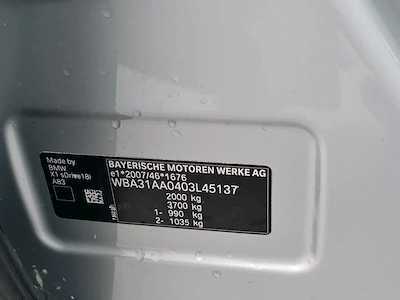 Made by
BMW
X1 sDrive18i
A83
BAYERISCHE MOTOREN WERKE AG
e1*2007/46*1676
WBA31AA0403L45137
2000 kg
3700 kg
1- 990 kg
2- 1035 kg